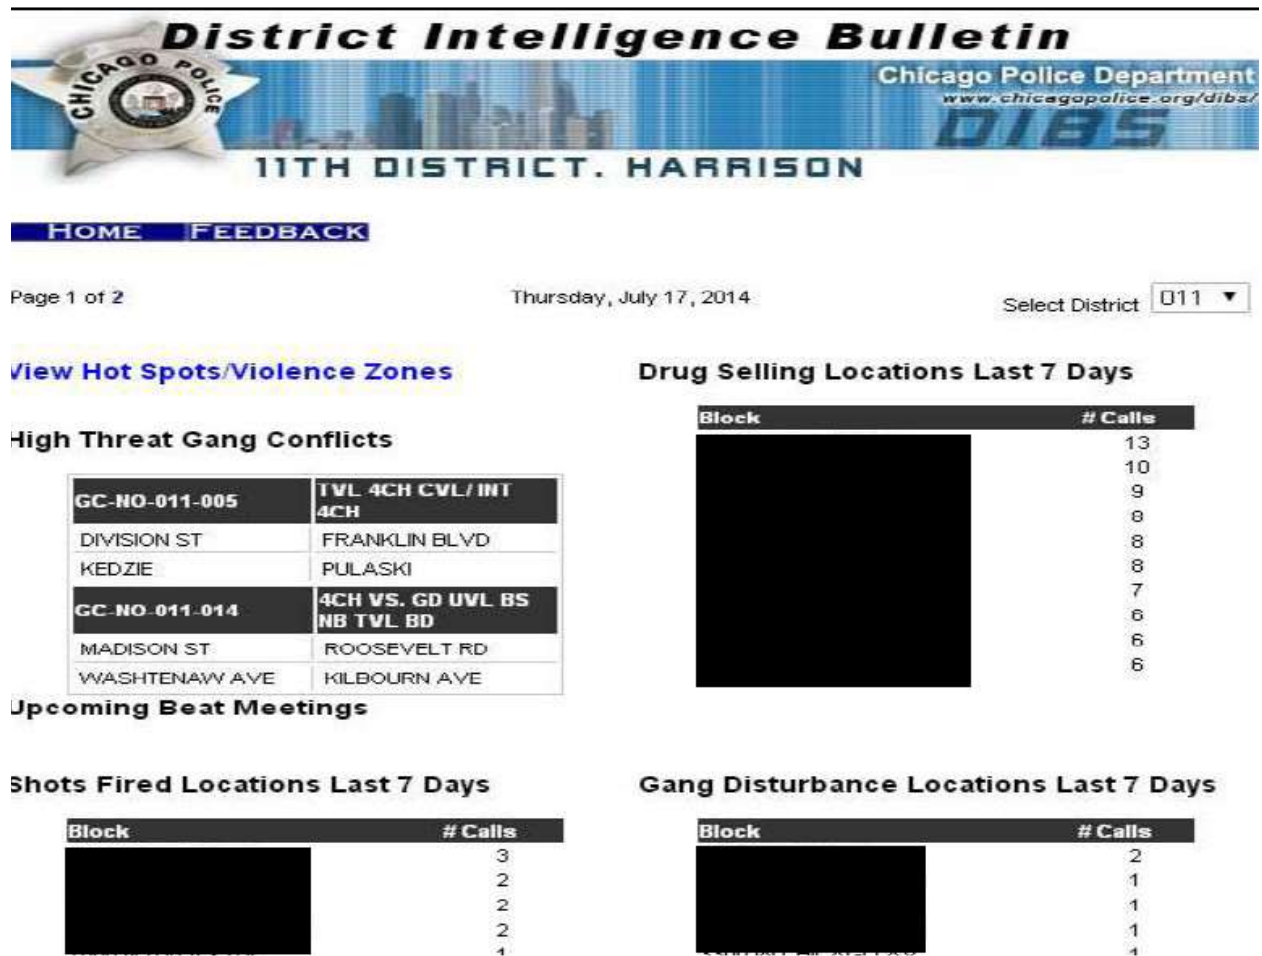 District Intelligence Bulletin
CHICAGO POLICE
Chicago Police Department
www.chicagopolice.org/dibs/
DIBS
11TH DISTRICT. HARRISON
HOME FEEDBACK
Page 1 of 2
Thursday, July 17, 2014
Select District 011 ▼
View Hot Spots/Violence Zones
High Threat Gang Conflicts
GC-NO-011-005 TVL 4CH CVL/ INT
4CH
DIVISION ST FRANKLIN BLVD
KEDZIE PULASKI
GC-NO-011-014 4CH VS. GD UVL BS
NB TVL BD
MADISON ST ROOSEVELT RD
WASHTENAW AVE KILBOURN AVE
Upcoming Beat Meetings
Drug Selling Locations Last 7 Days
Block # Calls
13
10
9
8
8
8
7
6
6
6
Shots Fired Locations Last 7 Days
Block # Calls
3
2
2
2
1
Gang Disturbance Locations Last 7 Days
Block # Calls
2
1
1
1
1